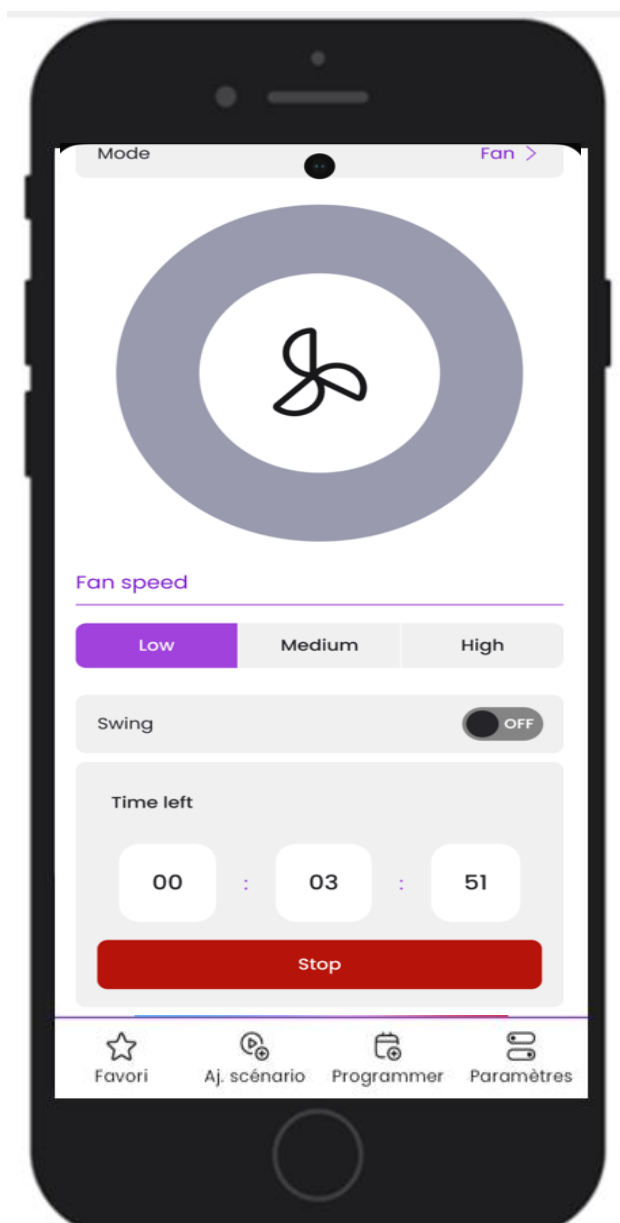 Mode Fan >
Fan speed
Low Medium High
Swing OFF
Time left
00 : 03 : 51
Stop
Favori Aj. scénario Programmer Paramètres